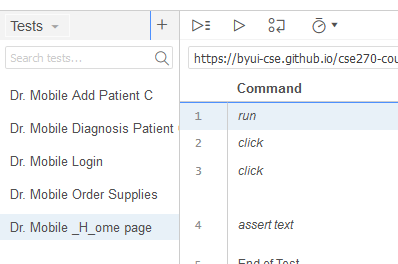 Tests
+
Search tests...
https://byui-cse.github.io/cse270-cou
Command
1 run
2 click
3 click
4 assert text
5 End of Test
Dr. Mobile Add Patient C
Dr. Mobile Diagnosis Patient
Dr. Mobile Login
Dr. Mobile Order Supplies
Dr. Mobile _H_ome page